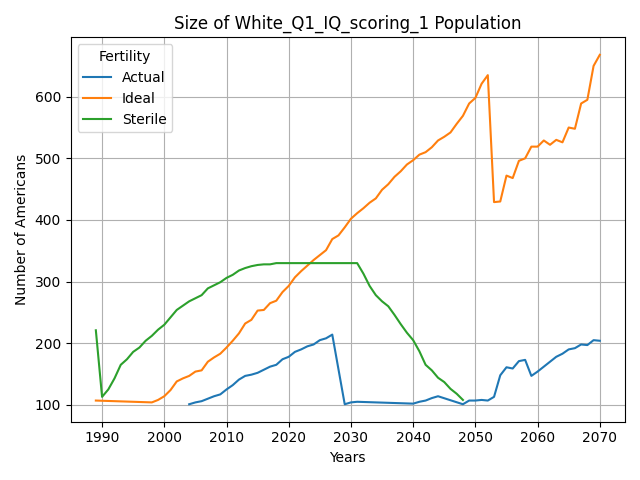 Size of White_Q1_IQ_scoring_1 Population
Fertility
Actual
Ideal
Sterile
Number of Americans
600
500
400
300
200
100
1990 2000 2010 2020 2030 2040 2050 2060 2070
Years